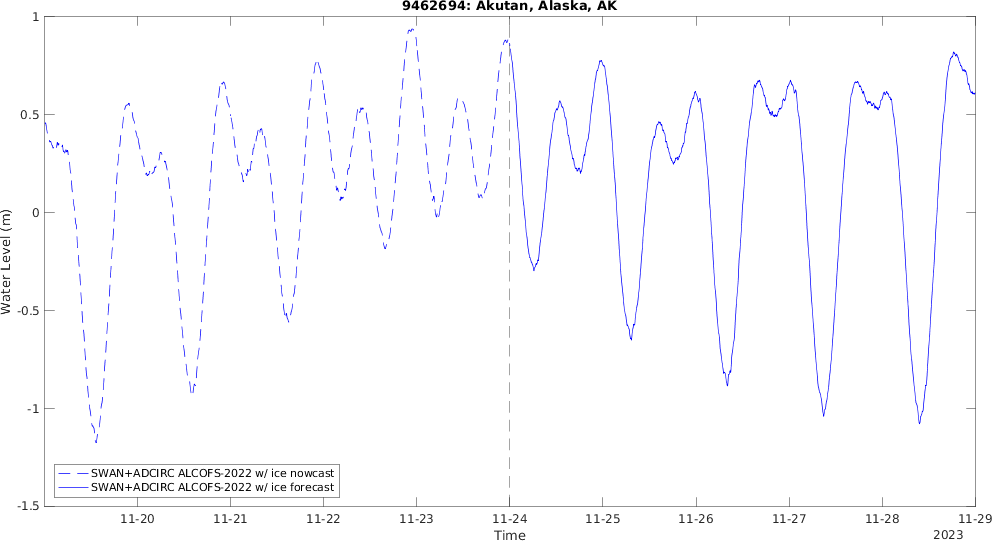 9462694: Akutan, Alaska, AK
1
0.5
0
-0.5
-1
-1.5
Water Level (m)
SWAN+ADCIRC ALCOFS-2022 w/ ice nowcast
SWAN+ADCIRC ALCOFS-2022 w/ ice forecast
11-20 11-21 11-22 11-23 11-24 11-25 11-26 11-27 11-28 11-29
Time
2023